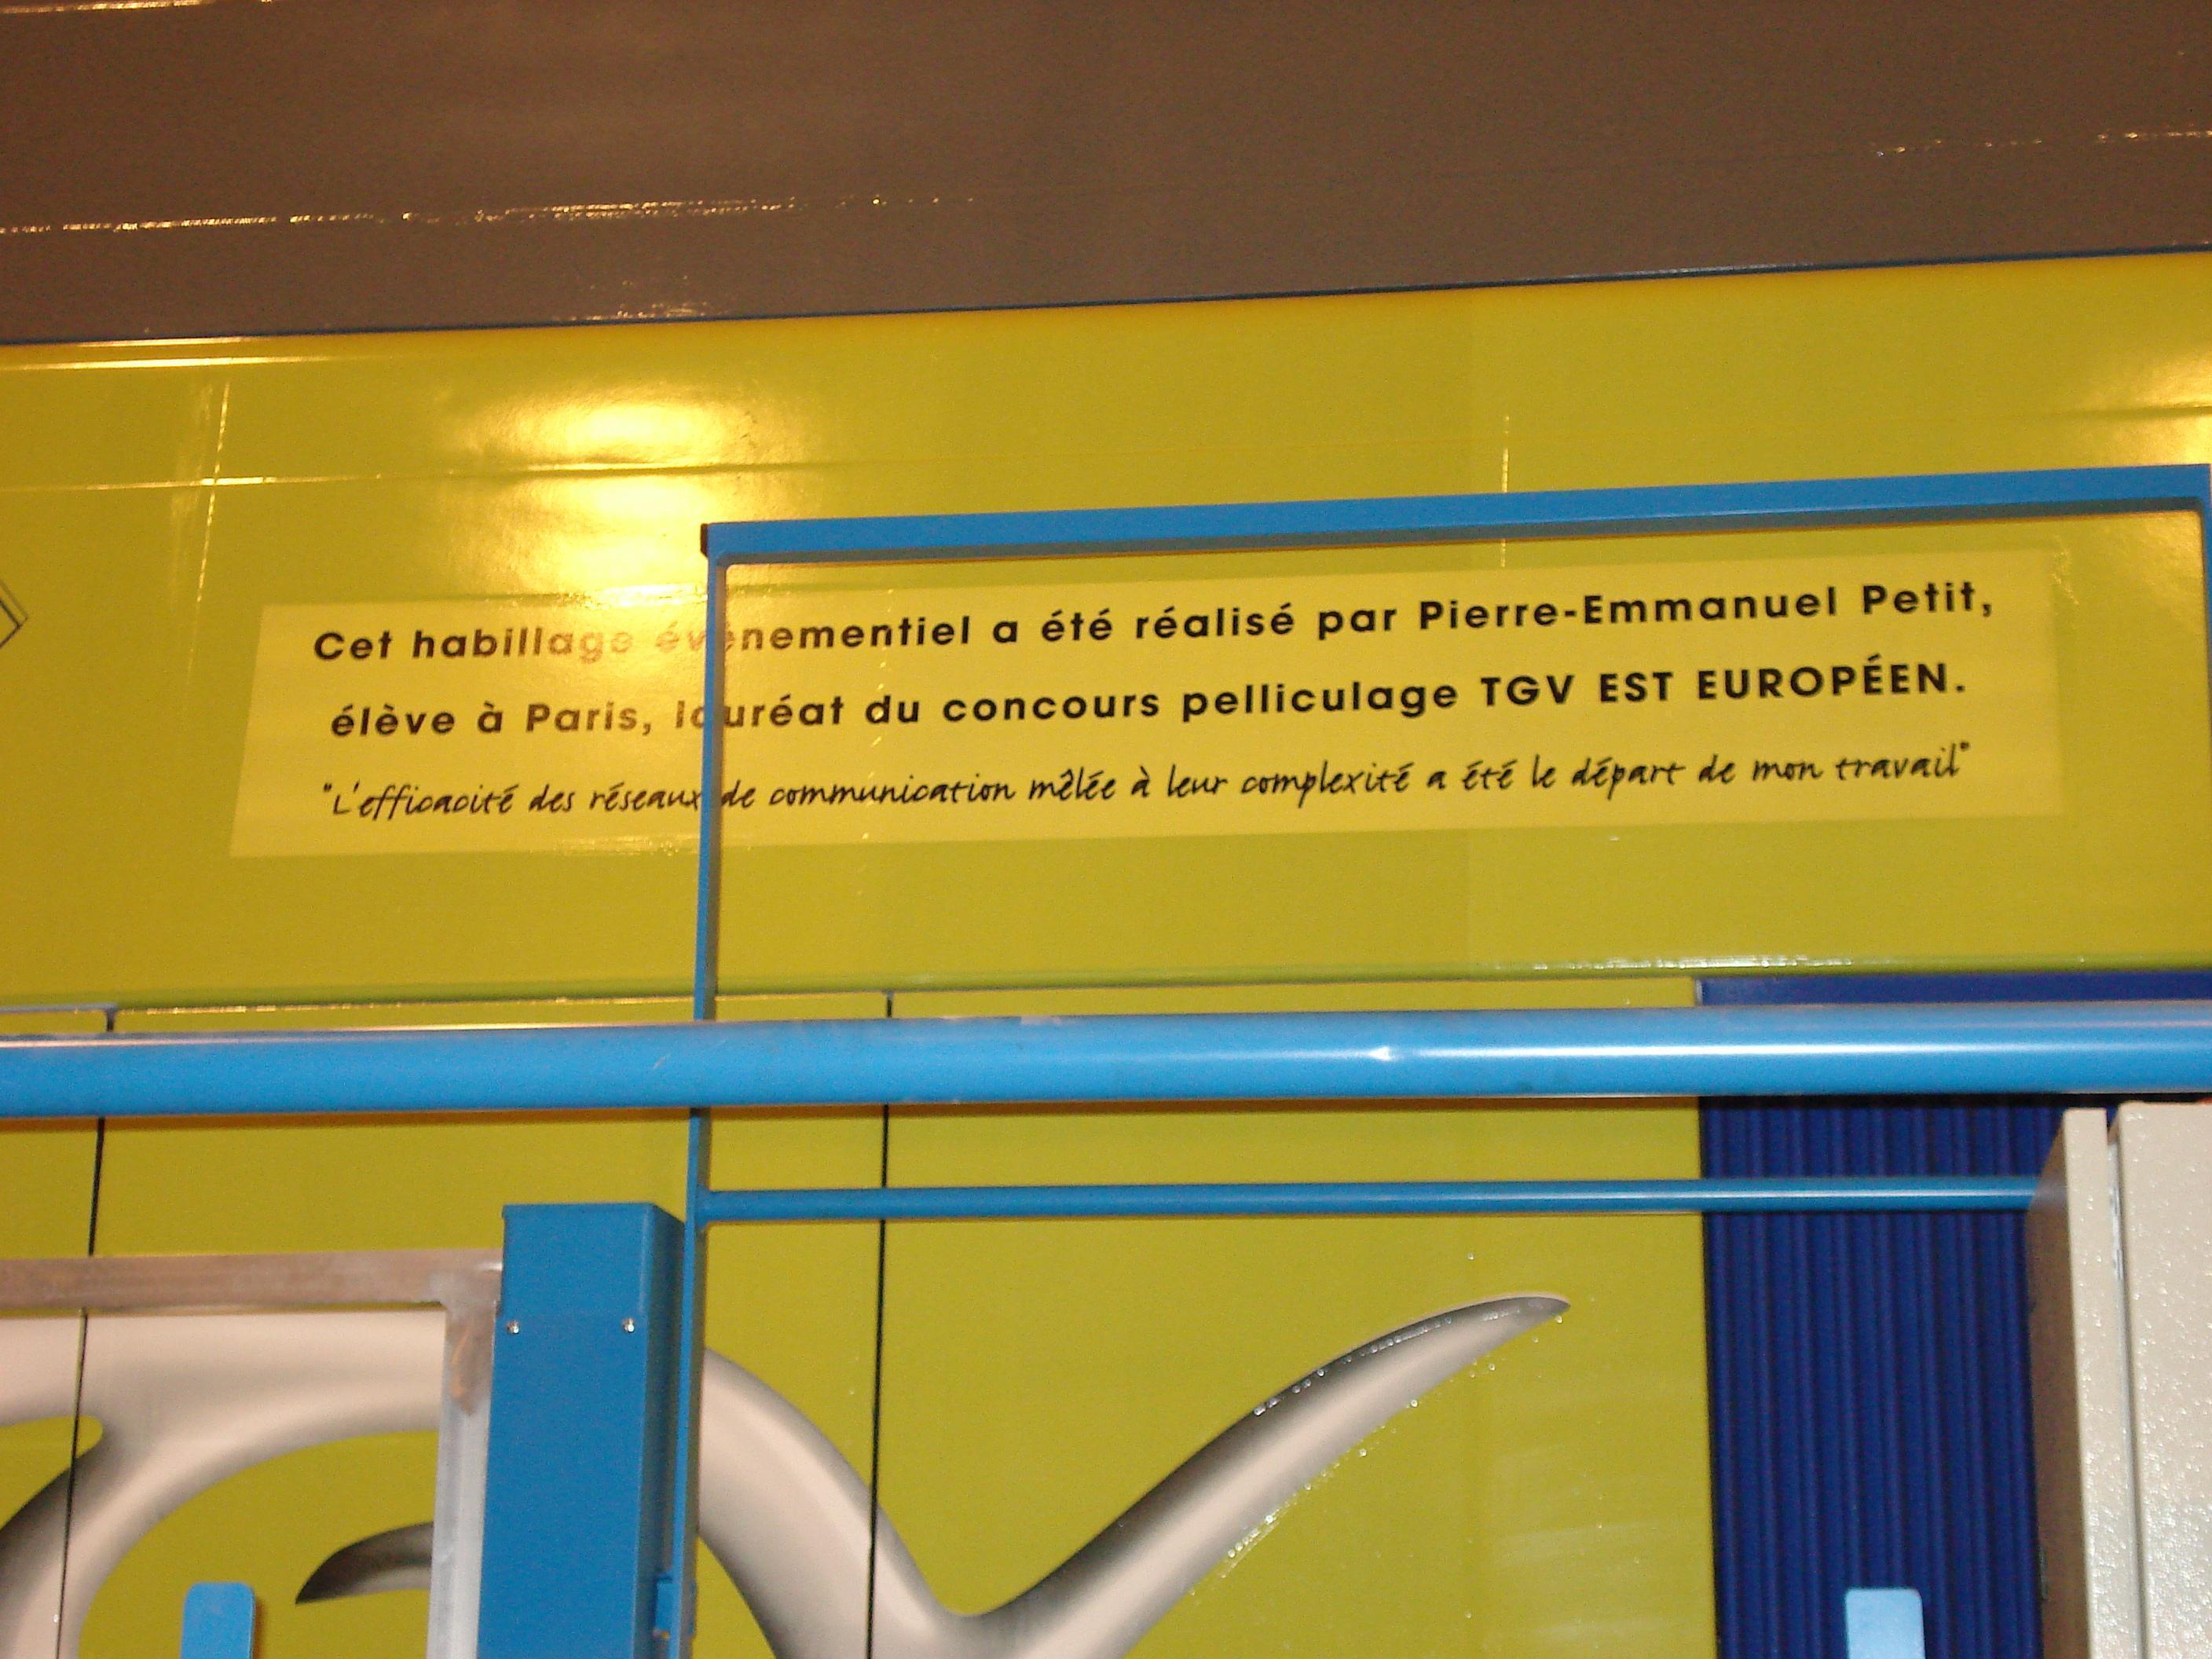 Cet habillage évènementiel a été réalisé par Pierre-Emmanuel Petit,
élève à Paris, lauréat du concours pelliculage TGV EST EUROPÉEN.
"L'efficacité des réseaux de communication mêlée à leur complexité a été le départ de mon travail"